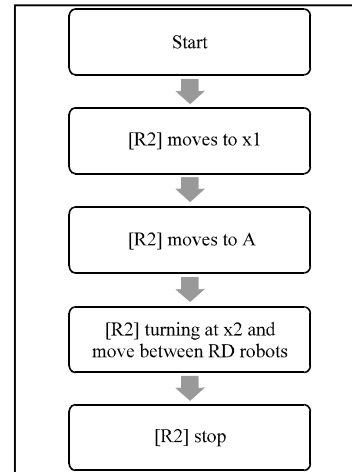 Start
[R2] moves to x1
[R2] moves to A
[R2] turning at x2 and
move between RD robots
[R2] stop